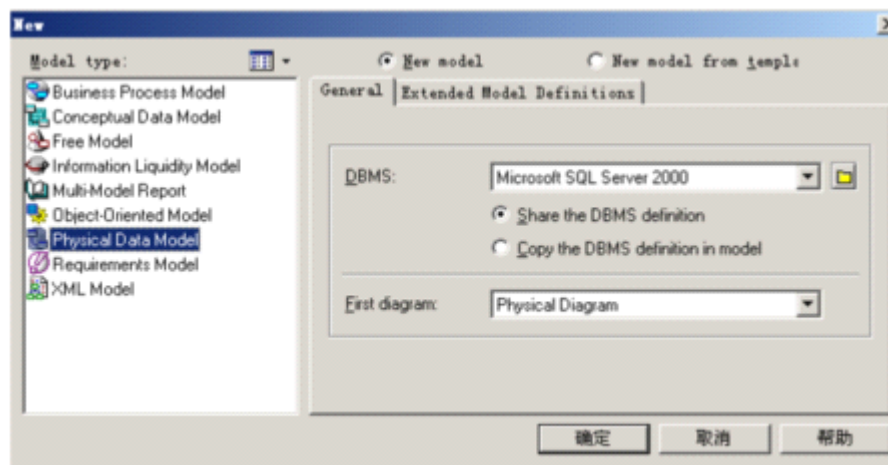 New
Model type:
New model
New model from templ
Business Process Model
Conceptual Data Model
Free Model
Information Liquidity Model
Multi-Model Report
Object-Oriented Model
Physical Data Model
Requirements Model
XML Model
General
Extended Model Definitions
DBMS:
Microsoft SQL Server 2000
Share the DBMS definition
Copy the DBMS definition in model
First diagram:
Physical Diagram
确定
取消
帮助